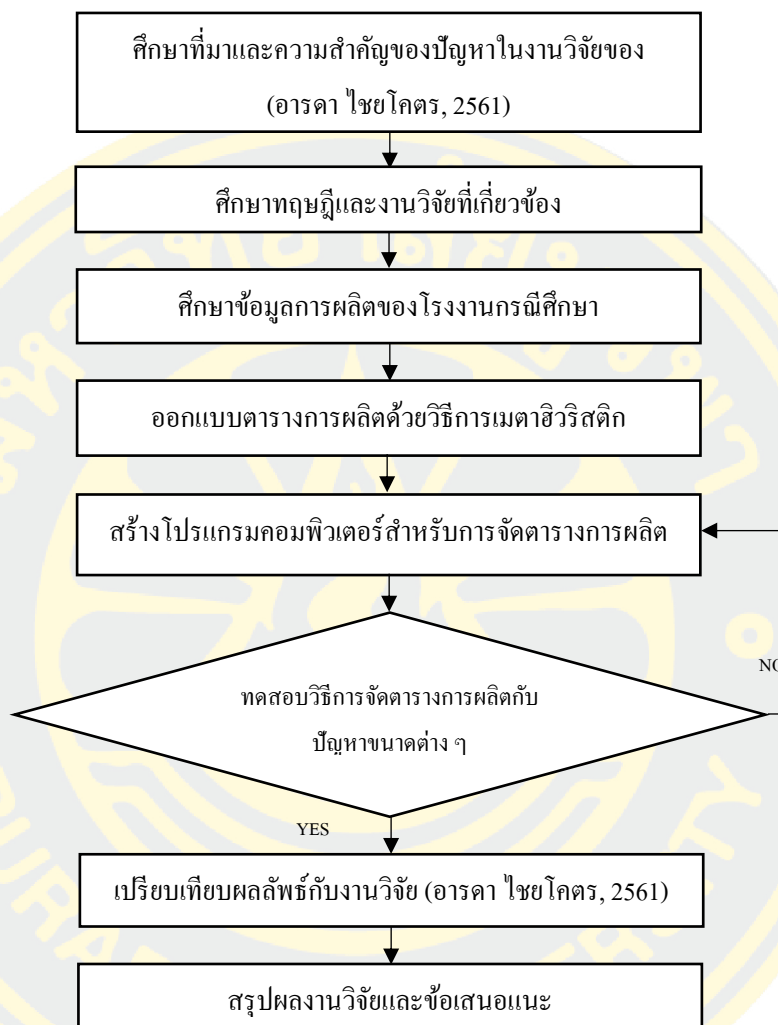 ศึกษาที่มาและความสำคัญของปัญหาในงานวิจัยของ
(อารดา ไชยโคตร, 2561)
ศึกษาทฤษฎีและงานวิจัยที่เกี่ยวข้อง
ศึกษาข้อมูลการผลิตของโรงงานกรณีศึกษา
ออกแบบตารางการผลิตด้วยวิธีการเมตาฮิวริสติก
สร้างโปรแกรมคอมพิวเตอร์สำหรับการจัดตารางการผลิต
NO
ทดสอบวิธีการจัดตารางการผลิตกับ
ปัญหาขนาดต่าง ๆ
YES
เปรียบเทียบผลลัพธ์กับงานวิจัย (อารดา ไชยโคตร, 2561)
สรุปผลงานวิจัยและข้อเสนอแนะ